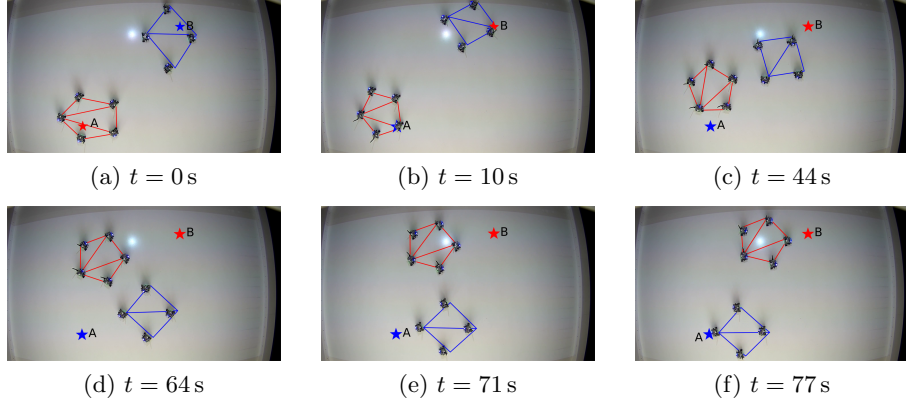 B
A
B
A
B
A
(a) t = 0 s
(b) t = 10 s
(c) t = 44 s
B
A
B
A
B
A
(d) t = 64 s
(e) t = 71 s
(f) t = 77 s